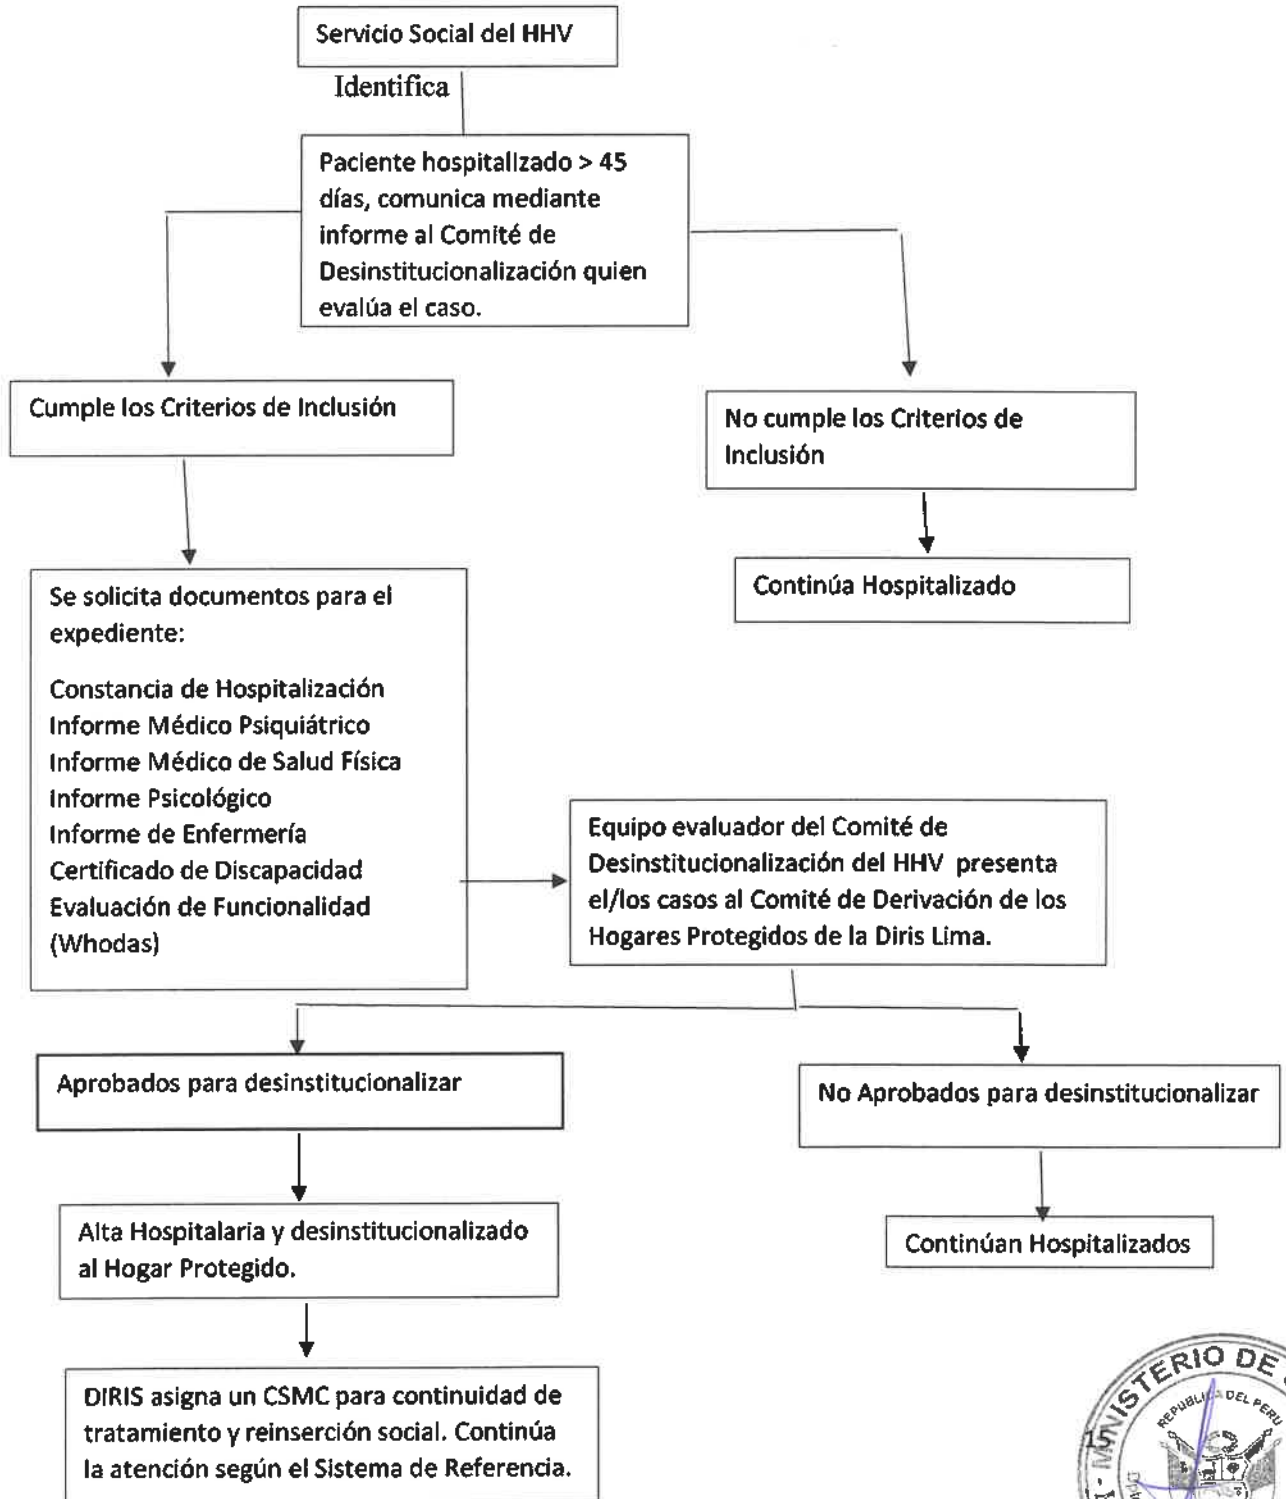 Servicio Social del HHV
Identifica
Paciente hospitalizado > 45
días, comunica mediante
informe al Comité de
Desinstitucionalización quien
evalúa el caso.
Cumple los Criterios de Inclusión
No cumple los Criterios de
Inclusión
Se solicita documentos para el
expediente:
Constancia de Hospitalización
Informe Médico Psiquiátrico
Informe Médico de Salud Física
Informe Psicológico
Informe de Enfermería
Certificado de Discapacidad
Evaluación de Funcionalidad
(Whodas)
Continúa Hospitalizado
Equipo evaluador del Comité de
Desinstitucionalización del HHV presenta
el/los casos al Comité de Derivación de los
Hogares Protegidos de la Diris Lima.
Aprobados para desinstitucionalizar
No Aprobados para desinstitucionalizar
Alta Hospitalaria y desinstitucionalizado
al Hogar Protegido.
Continúan Hospitalizados
DIRIS asigna un CSMC para continuidad de
tratamiento y reinserción social. Continúa
la atención según el Sistema de Referencia.
MINISTERIO DE
REPUBLICA DEL PERU
15